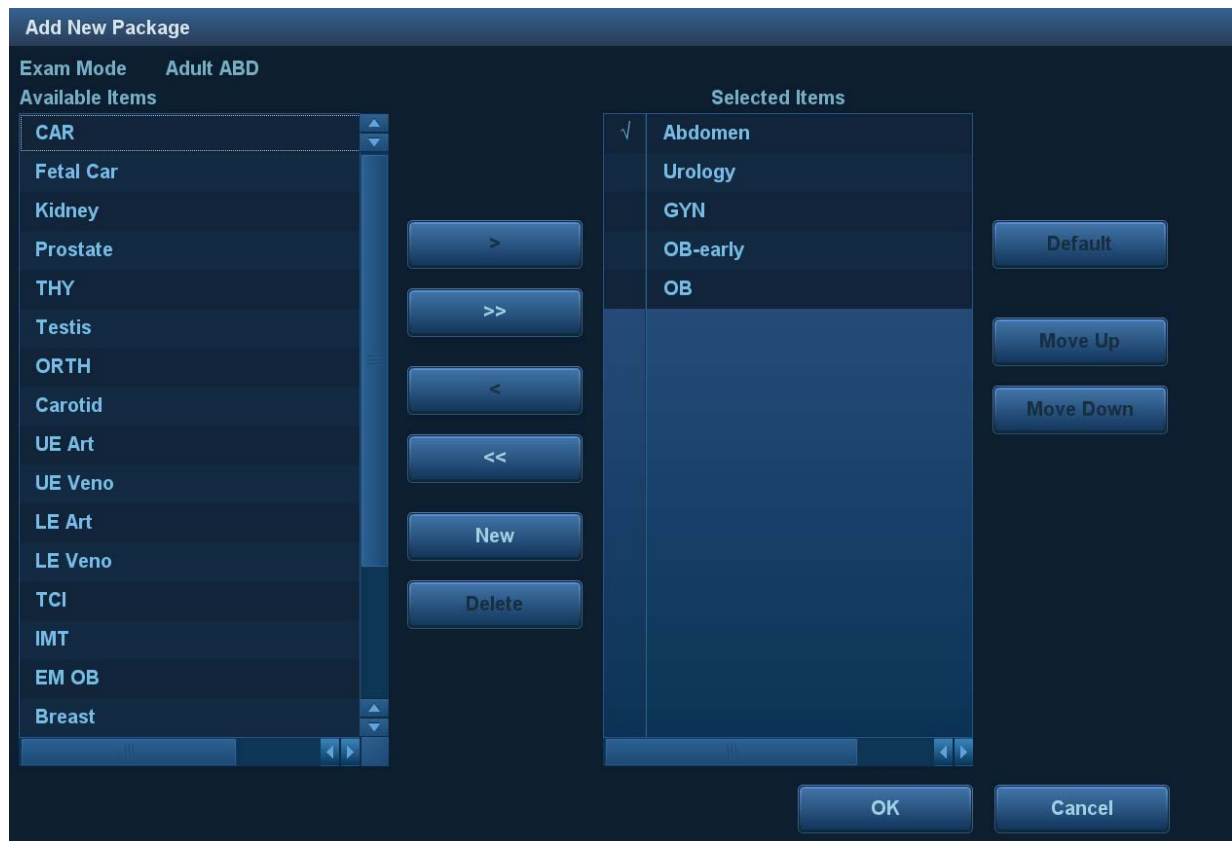 Add New Package
Exam Mode Adult ABD
Available Items
CAR
Fetal Car
Kidney
Prostate
THY
Testis
ORTH
Carotid
UE Art
UE Veno
LE Art
LE Veno
TCI
IMT
EM OB
Breast
>
>>
<
<<
New
Delete
Selected Items
√ Abdomen
Urology
GYN
OB-early
OB
Default
Move Up
Move Down
OK
Cancel